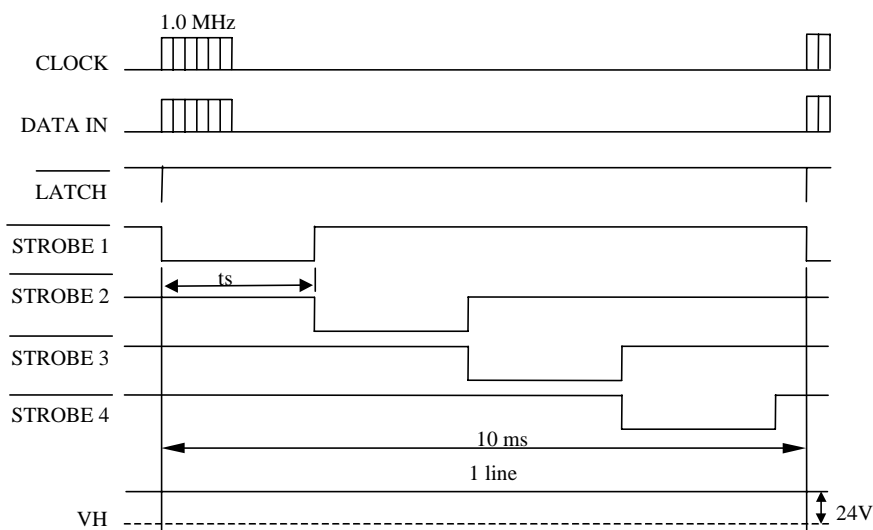 1.0 MHz
CLOCK
DATA IN
LATCH
STROBE 1
ts
STROBE 2
STROBE 3
STROBE 4
10 ms
1 line
VH
24V